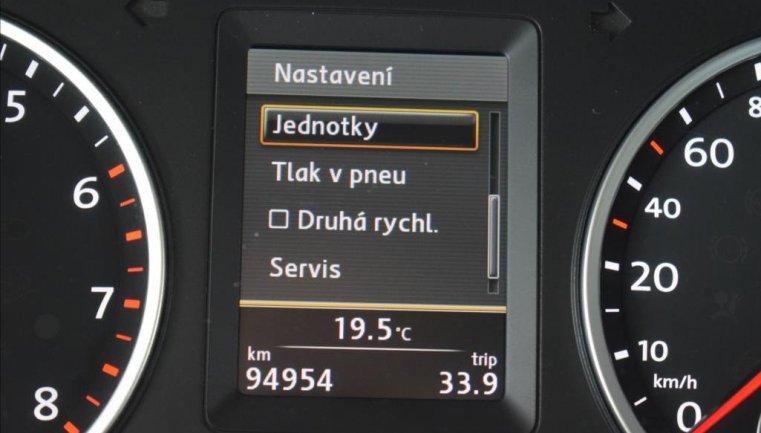 Nastavení
Jednotky
Tlak v pneu
Druhá rychl.
Servis
19.5°C
km
trip
94954
33.9
5
6
7
8
8
60
40
20
10
km/h
0